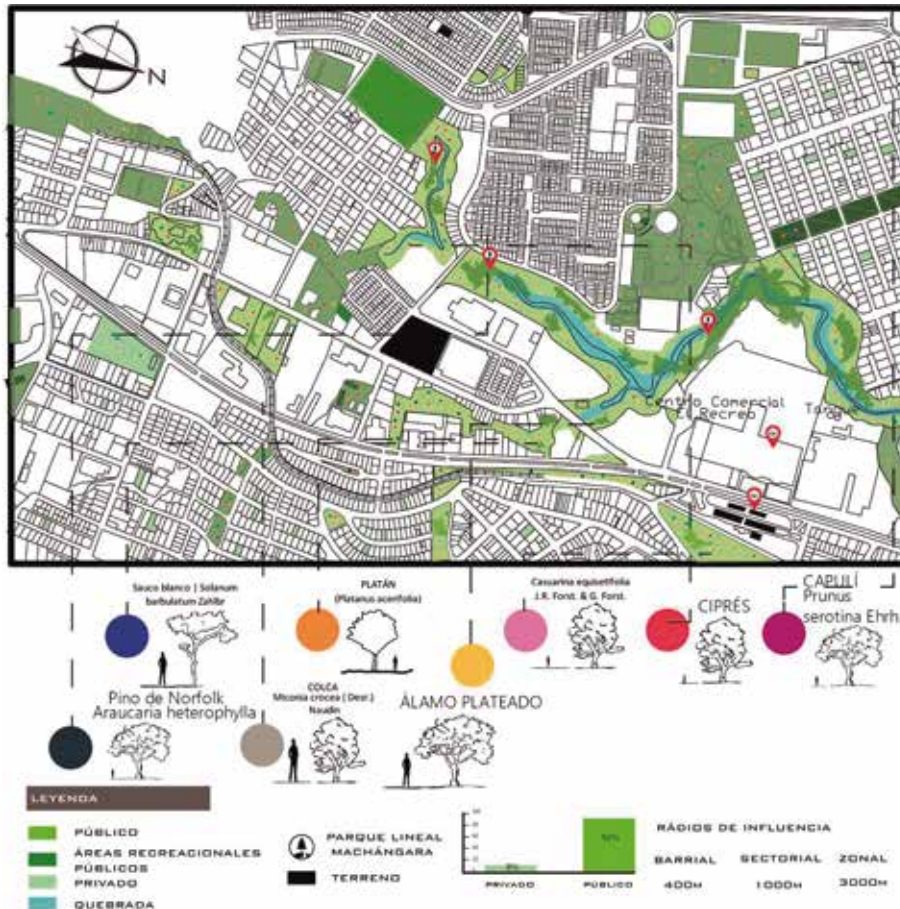 N
Centro Comercial
El Recreo
Sauco blanco | Solanum
barbulatum Zahlbr
PLATÁN
(Platanus acerifolia)
Casuarina equisetifolia
J.R. Forst. & G. Forst.
CIPRÉS
CAPULÍ
Prunus
serotina Ehrh.
Pino de Norfolk
Araucaria heterophylla
COLCA
Miconia crocea ( Desr.)
Naudin
ÁLAMO PLATEADO
LEYENDA
PÚBLICO
ÁREAS RECREACIONALES
PÚBLICOS
PRIVADO
QUEBRADA
PARQUE LINEAL
MACHÁNGARA
TERRENO
PRIVADO
PÚBLICO
RÁDIOS DE INFLUENCIA
BARRIAL
SECTORIAL
ZONAL
400M
1000M
3000M